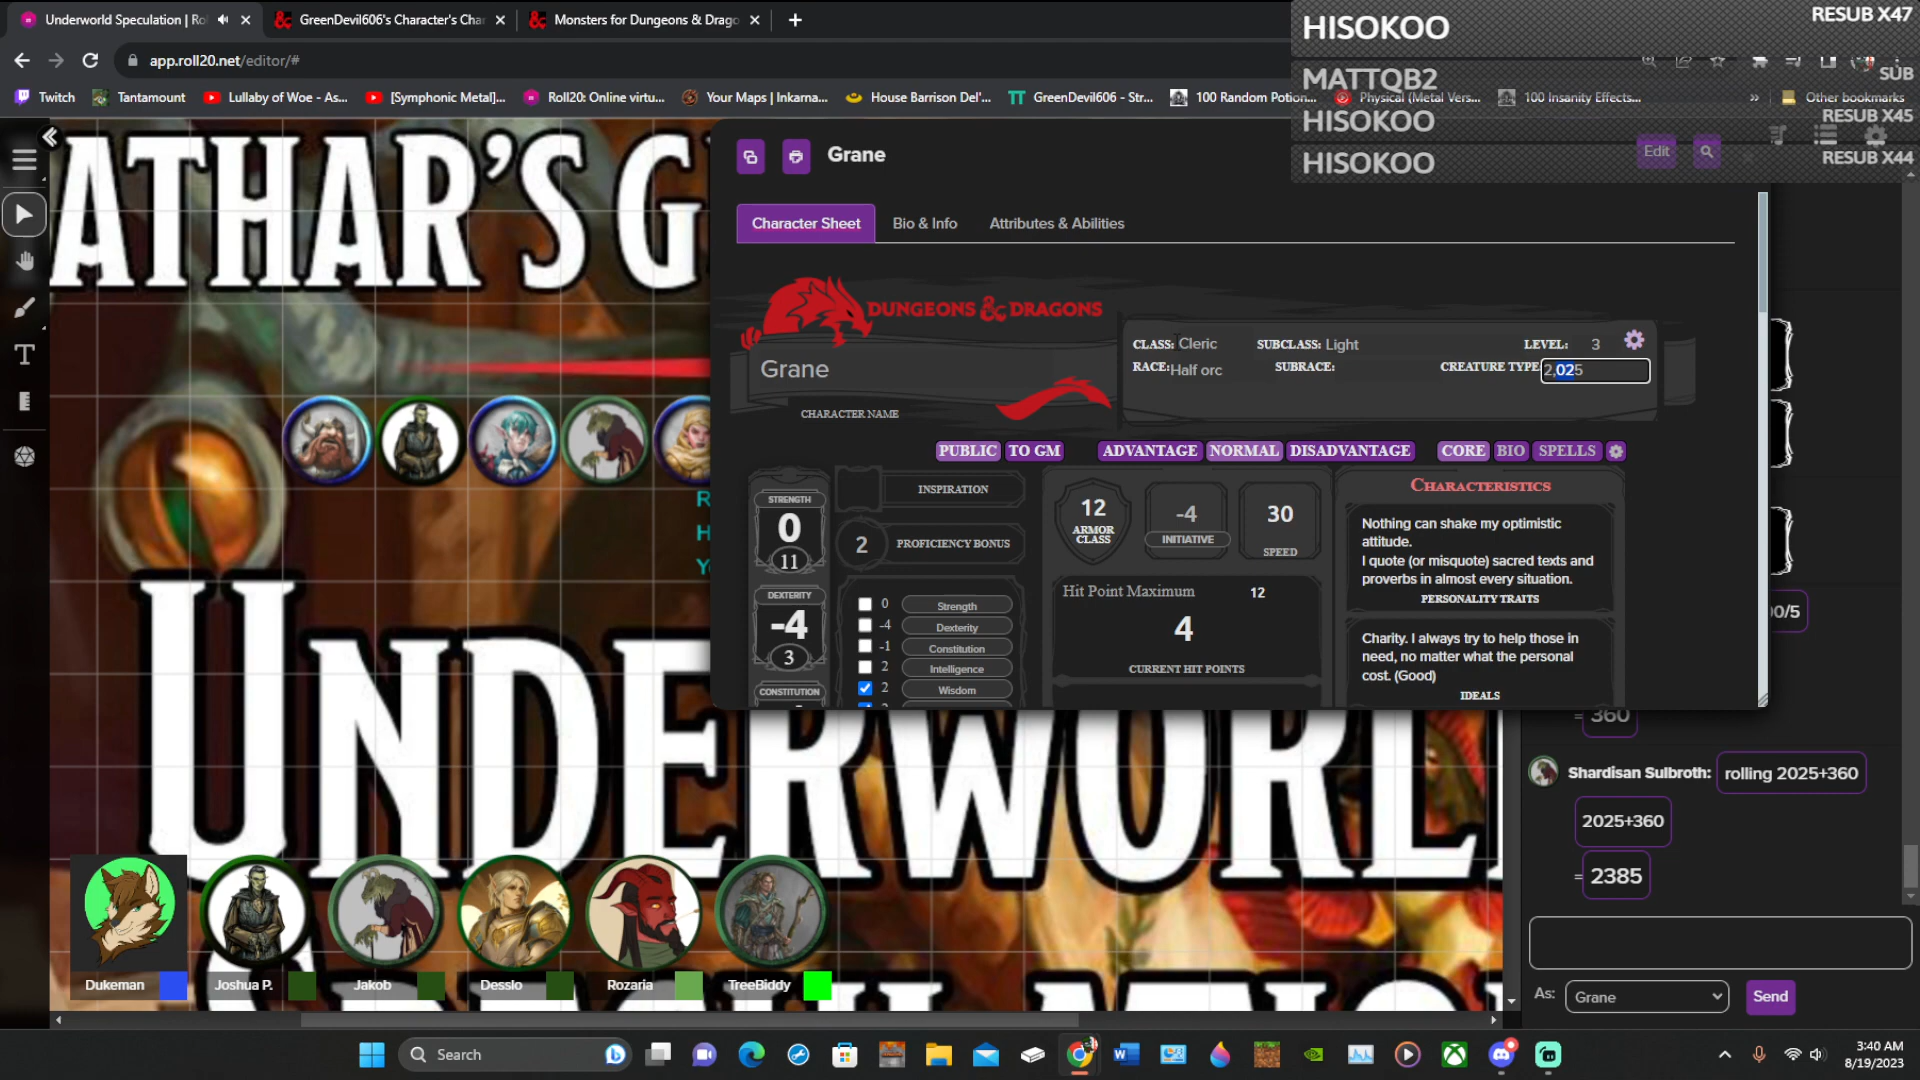 Underworld Speculation | Ro
GreenDevil606's Character's Cha
Monsters for Dungeons & Drago
HISOKOO
RESUB X47
app.roll20.net/editor/#
MATTQB2
SUB
Twitch
Tantamount
Lullaby of Woe - As...
[Symphonic Metal]...
Roll20: Online virtu...
Your Maps | Inkarna...
House Barrison Del'...
GreenDevil606 - Str...
100 Random Potion...
Physical (Metal Vers...
100 Insanity Effects...
»
Other bookmarks
HISOKOO
RESUB X45
HISOKOO
RESUB X44
Grane
Edit
Character Sheet
Bio & Info
Attributes & Abilities
ATHAR'S G
DUNGEONS & DRAGONS
Grane
CHARACTER NAME
CLASS: Cleric
SUBCLASS: Light
LEVEL: 3
RACE: Half orc
SUBRACE:
CREATURE TYPE
2,025
PUBLIC
TO GM
ADVANTAGE
NORMAL
DISADVANTAGE
CORE
BIO
SPELLS
STRENGTH
0
11
DEXTERITY
-4
3
CONSTITUTION
INSPIRATION
2
PROFICIENCY BONUS
0 Strength
-4 Dexterity
-1 Constitution
2 Intelligence
2 Wisdom
12
ARMOR
CLASS
-4
INITIATIVE
30
SPEED
Hit Point Maximum 12
4
CURRENT HIT POINTS
CHARACTERISTICS
Nothing can shake my optimistic
attitude.
I quote (or misquote) sacred texts and
proverbs in almost every situation.
PERSONALITY TRAITS
Charity. I always try to help those in
need, no matter what the personal
cost. (Good)
IDEALS
R
H
Y
UNDERWORL
0/5
=360
Shardisan Sulbroth: rolling 2025+360
2025+360
=2385
Dukeman
Joshua P.
Jakob
Desslo
Rozaria
TreeBiddy
As: Grane
Send
Search
3:40 AM
8/19/2023